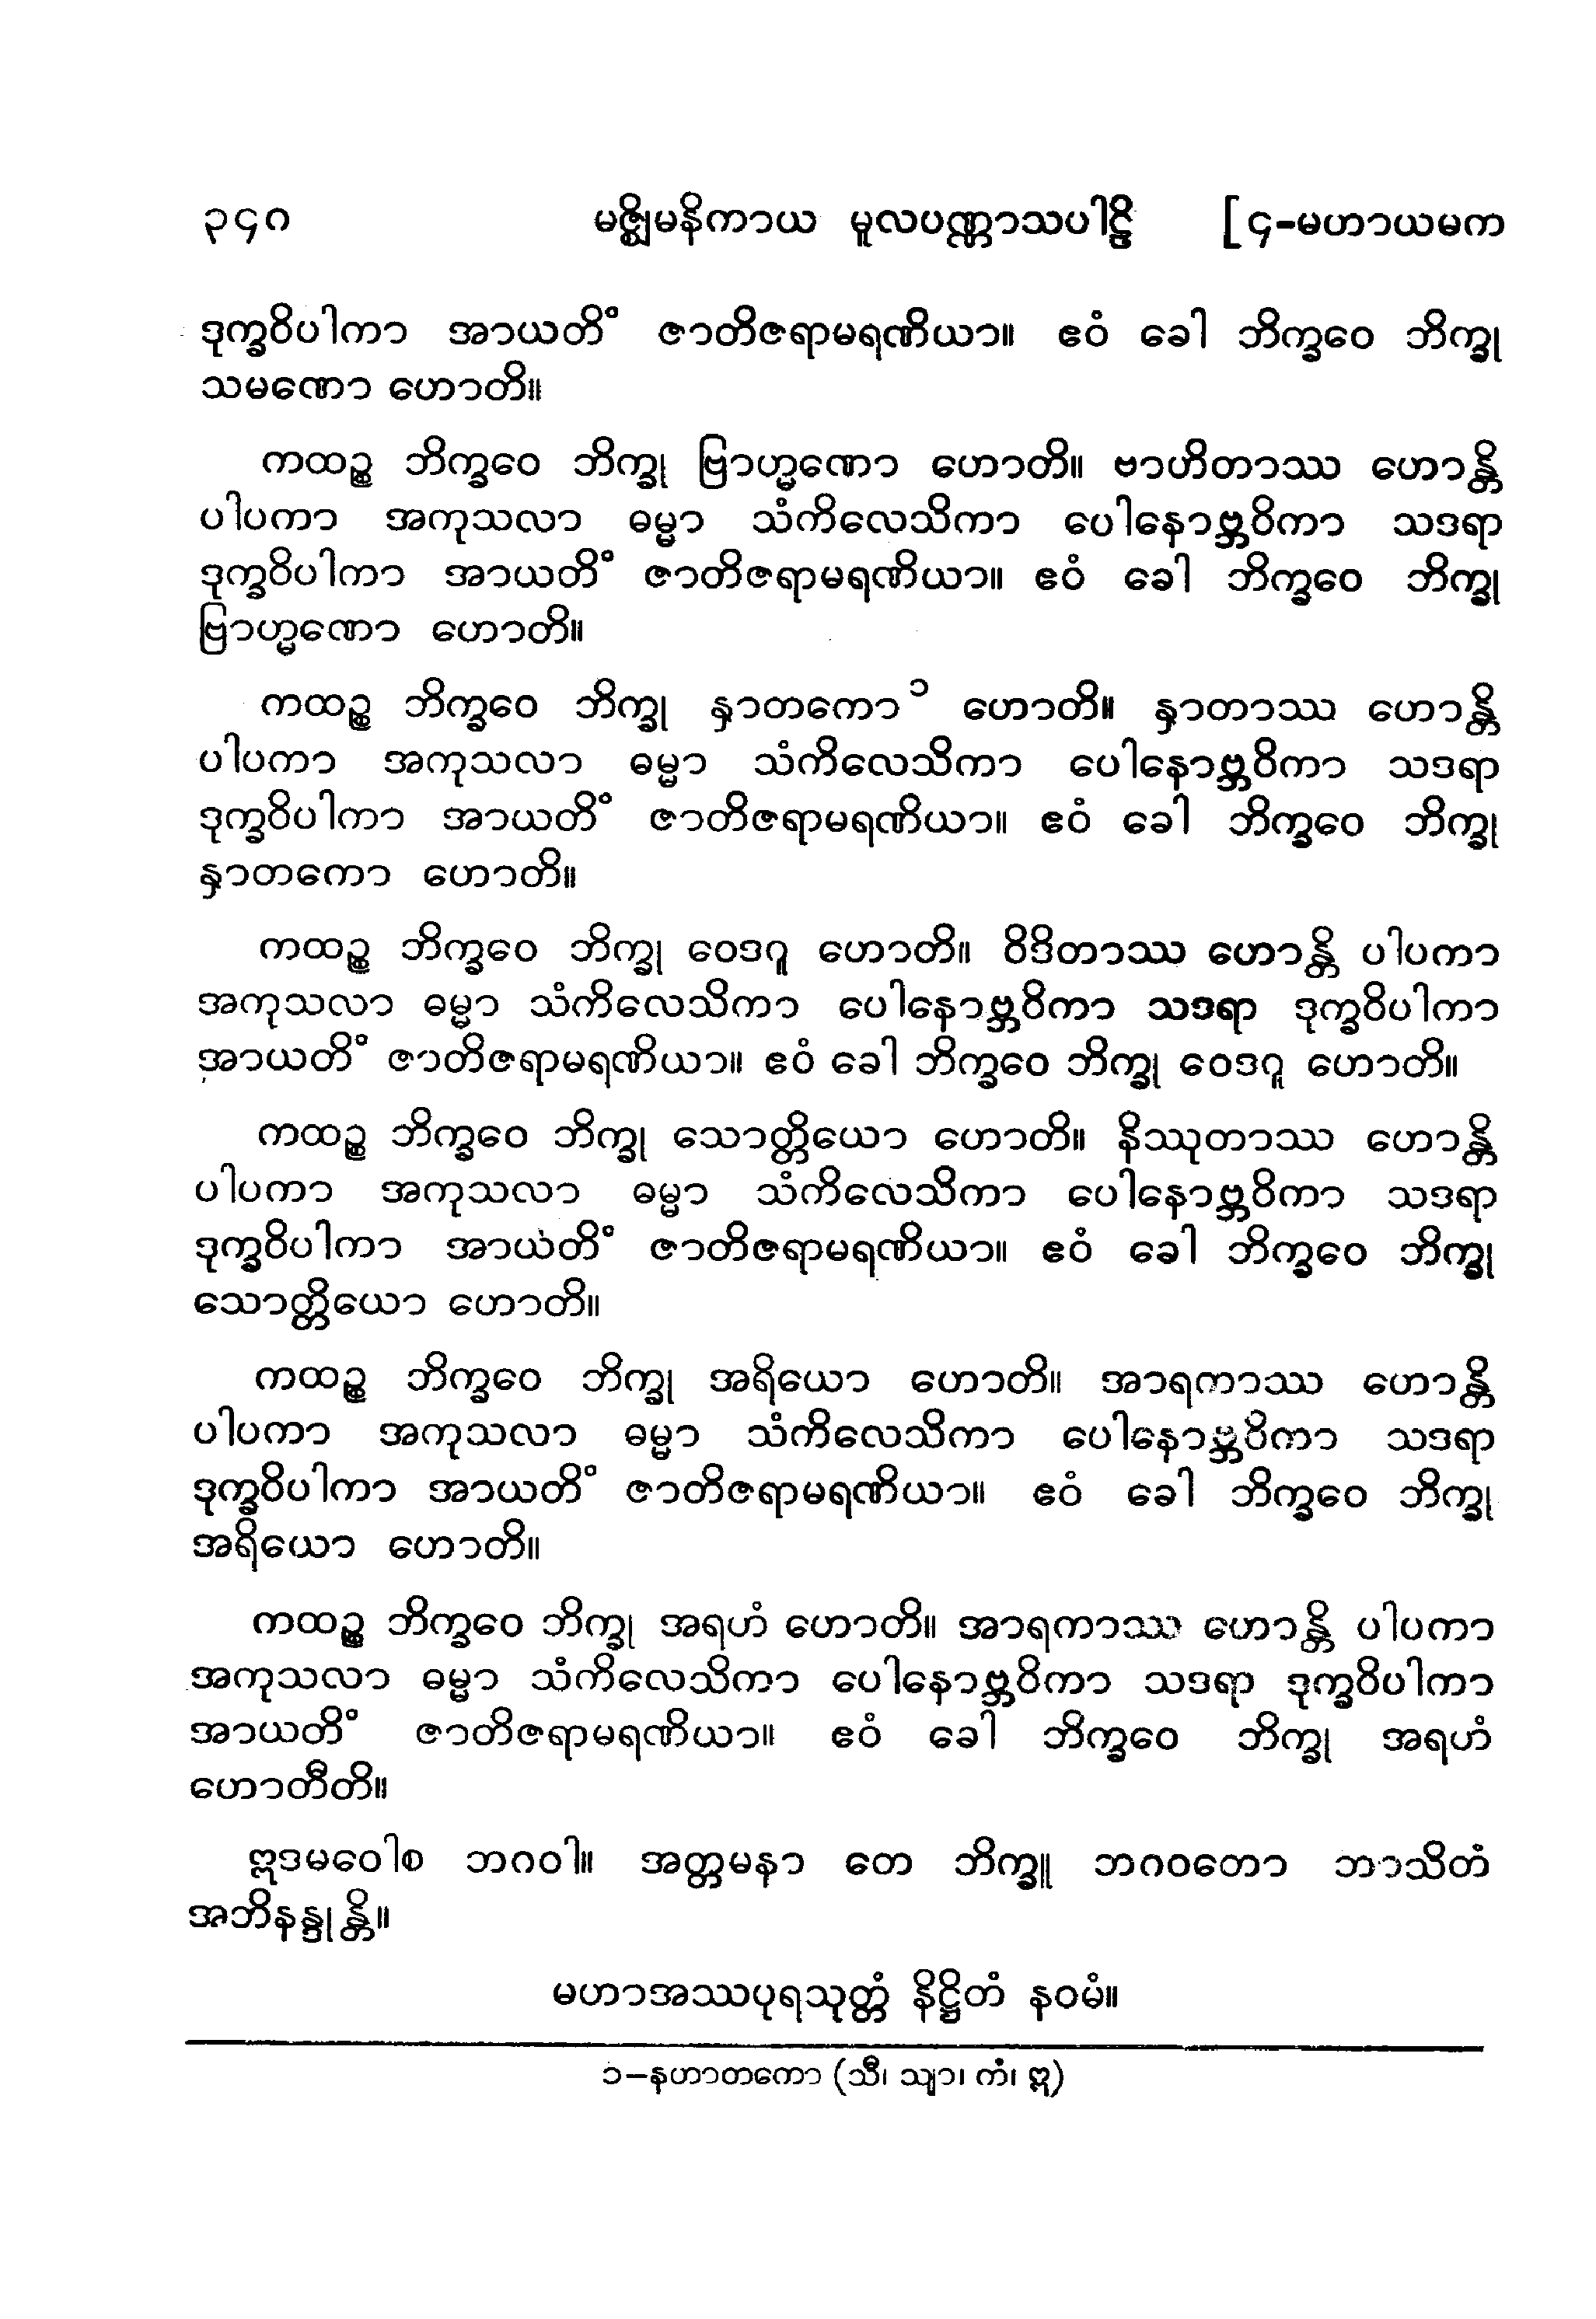 ၃၄၈ မဇ္ဈိမနိကာယ မူလပဏ္ဏာသပါဠိ [၄-မဟာယမက
ဒုက္ခဝိပါကာ အာယတိံ ဇာတိဇရာမရဏိယာ။ ဧဝံ ခေါ ဘိက္ခဝေ ဘိက္ခု
သမဏော ဟောတိ။
ကထဉ္စ ဘိက္ခဝေ ဘိက္ခု ဗြာဟ္မဏော ဟောတိ။ ဗာဟိတာဿ ဟောန္တိ
ပါပကာ အကုသလာ ဓမ္မာ သံကိလေသိကာ ပေါနောဗ္ဘဝိကာ သဒရာ
ဒုက္ခဝိပါကာ အာယတိံ ဇာတိဇရာမရဏိယာ။ ဧဝံ ခေါ ဘိက္ခဝေ ဘိက္ခု
ဗြာဟ္မဏော ဟောတိ။
ကထဉ္စ ဘိက္ခဝေ ဘိက္ခု နှာတကော ၁ ဟောတိ။ နှာတာဿ ဟောန္တိ
ပါပကာ အကုသလာ ဓမ္မာ သံကိလေသိကာ ပေါနောဗ္ဘဝိကာ သဒရာ
ဒုက္ခဝိပါကာ အာယတိံ ဇာတိဇရာမရဏိယာ။ ဧဝံ ခေါ ဘိက္ခဝေ ဘိက္ခု
နှာတကော ဟောတိ။
ကထဉ္စ ဘိက္ခဝေ ဘိက္ခု ဝေဒဂူ ဟောတိ။ ဝိဒိတာဿ ဟောန္တိ ပါပကာ
အကုသလာ ဓမ္မာ သံကိလေသိကာ ပေါနောဗ္ဘဝိကာ သဒရာ ဒုက္ခဝိပါကာ
အာယတိံ ဇာတိဇရာမရဏိယာ။ ဧဝံ ခေါ ဘိက္ခဝေ ဘိက္ခု ဝေဒဂူ ဟောတိ။
ကထဉ္စ ဘိက္ခဝေ ဘိက္ခု သောတ္တိယော ဟောတိ။ နိဿုတာဿ ဟောန္တိ
ပါပကာ အကုသလာ ဓမ္မာ သံကိလေသိကာ ပေါနောဗ္ဘဝိကာ သဒရာ
ဒုက္ခဝိပါကာ အာယတိံ ဇာတိဇရာမရဏိယာ။ ဧဝံ ခေါ ဘိက္ခဝေ ဘိက္ခု
သောတ္တိယော ဟောတိ။
ကထဉ္စ ဘိက္ခဝေ ဘိက္ခု အရိယော ဟောတိ။ အာရကာဿ ဟောန္တိ
ပါပကာ အကုသလာ ဓမ္မာ သံကိလေသိကာ ပေါနောဗ္ဘဝိကာ သဒရာ
ဒုက္ခဝိပါကာ အာယတိံ ဇာတိဇရာမရဏိယာ။ ဧဝံ ခေါ ဘိက္ခဝေ ဘိက္ခု
အရိယော ဟောတိ။
ကထဉ္စ ဘိက္ခဝေ ဘိက္ခု အရဟံ ဟောတိ။ အာရကာဿ ဟောန္တိ ပါပကာ
အကုသလာ ဓမ္မာ သံကိလေသိကာ ပေါနောဗ္ဘဝိကာ သဒရာ ဒုက္ခဝိပါကာ
အာယတိံ ဇာတိဇရာမရဏိယာ။ ဧဝံ ခေါ ဘိက္ခဝေ ဘိက္ခု အရဟံ
ဟောတီတိ။
ဣဒမဝေါစ ဘဂဝါ။ အတ္တမနာ တေ ဘိက္ခူ ဘဂဝတော ဘာသိတံ
အဘိနန္ဒုန္တိ။
မဟာအဿပုရသုတ္တံ နိဋ္ဌိတံ နဝမံ။
၁-နဟာတကော (သီ၊ သျာ၊ ကံ၊ ဣ)